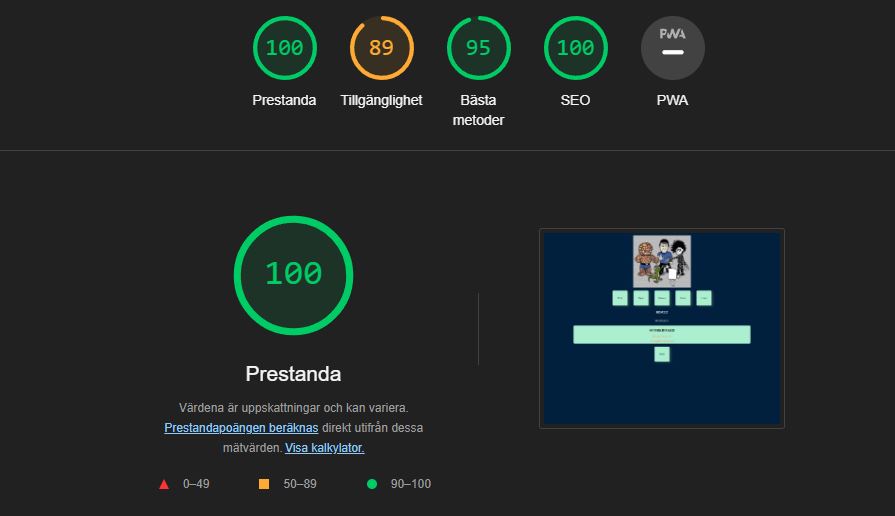 100
89
95
100
PWA
Prestanda
Tillgänglighet
Bästa
metoder
SEO
PWA
100
Prestanda
Värdena är uppskattningar och kan variera.
Prestandapoängen beräknas direkt utifrån dessa
mätvärden. Visa kalkylator.
0–49
50–89
90–100